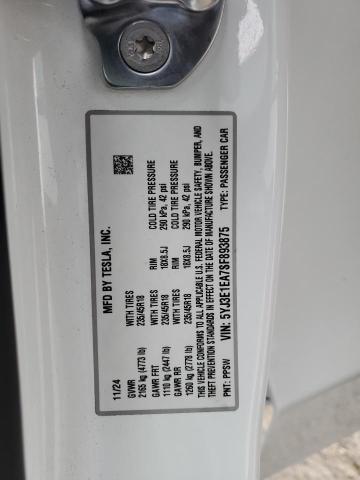 MFD BY TESLA, INC.
11/24
GVWR WITH TIRES RIM COLD TIRE PRESSURE
2165 kg (4773 lb) 235/45R18 18X8.5J 290 kPa, 42 psi
GAWR FRT WITH TIRES RIM COLD TIRE PRESSURE
1110 kg (2447 lb) 235/45R18 18X8.5J 290 kPa, 42 psi
GAWR RR
1260 kg (2778 lb) 235/45R18
THIS VEHICLE CONFORMS TO ALL APPLICABLE U.S. FEDERAL MOTOR VEHICLE SAFETY, BUMPER, AND
THEFT PREVENTION STANDARDS IN EFFECT ON THE DATE OF MANUFACTURE SHOWN ABOVE.
VIN: 5YJ3E1EA7SF893875
PNT: PPSW TYPE: PASSENGER CAR